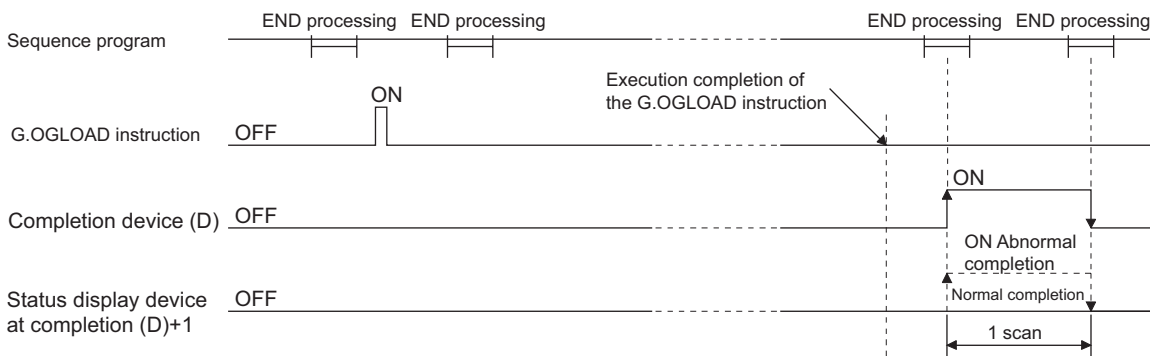 END processing END processing END processing END processing
Sequence program
Execution completion of
the G.OGLOAD instruction
ON
G.OGLOAD instruction OFF
ON
Completion device (D) OFF
ON Abnormal
completion
Status display device
at completion (D)+1
OFF
Normal completion
1 scan